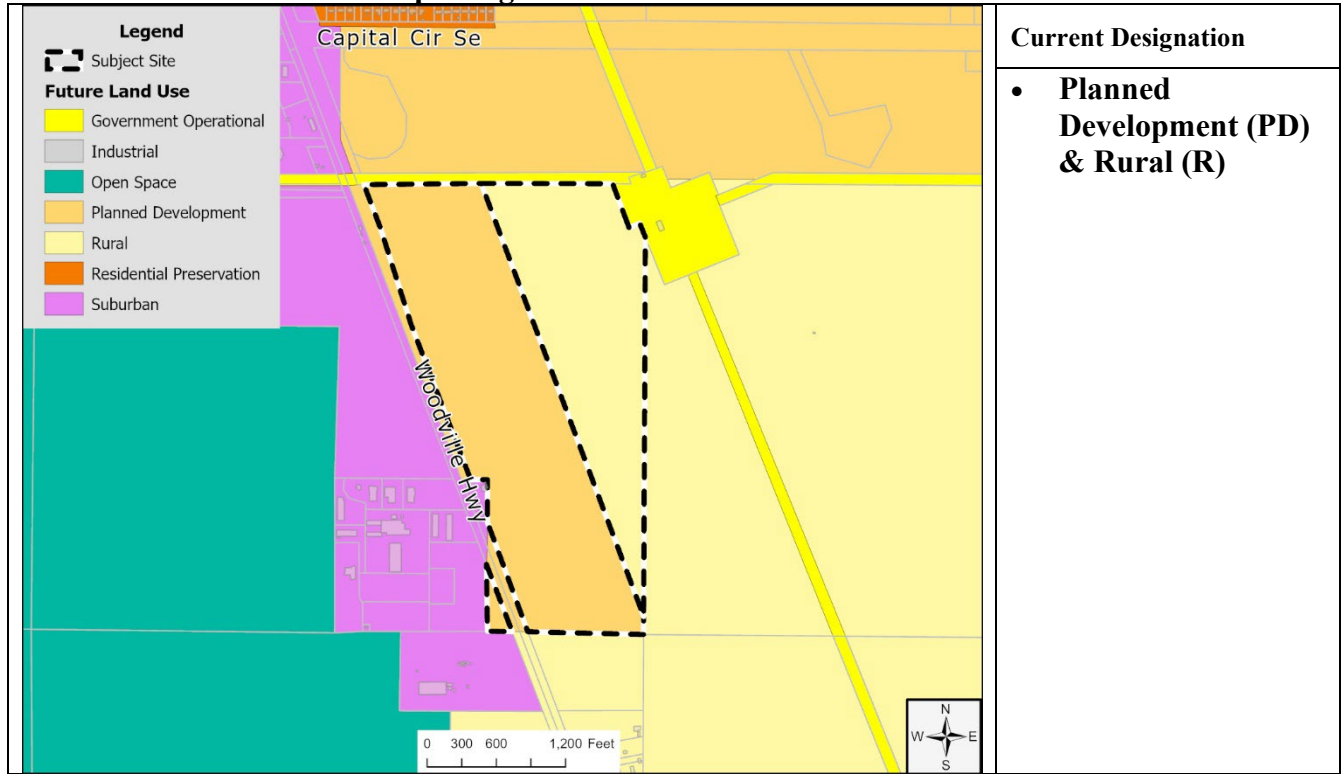 Legend
Subject Site
Future Land Use
Government Operational
Industrial
Open Space
Planned Development
Rural
Residential Preservation
Suburban
Capital Cir Se
Woodville Hwy
0 300 600 1,200 Feet
N
W E
S
Current Designation
• Planned
Development (PD)
& Rural (R)